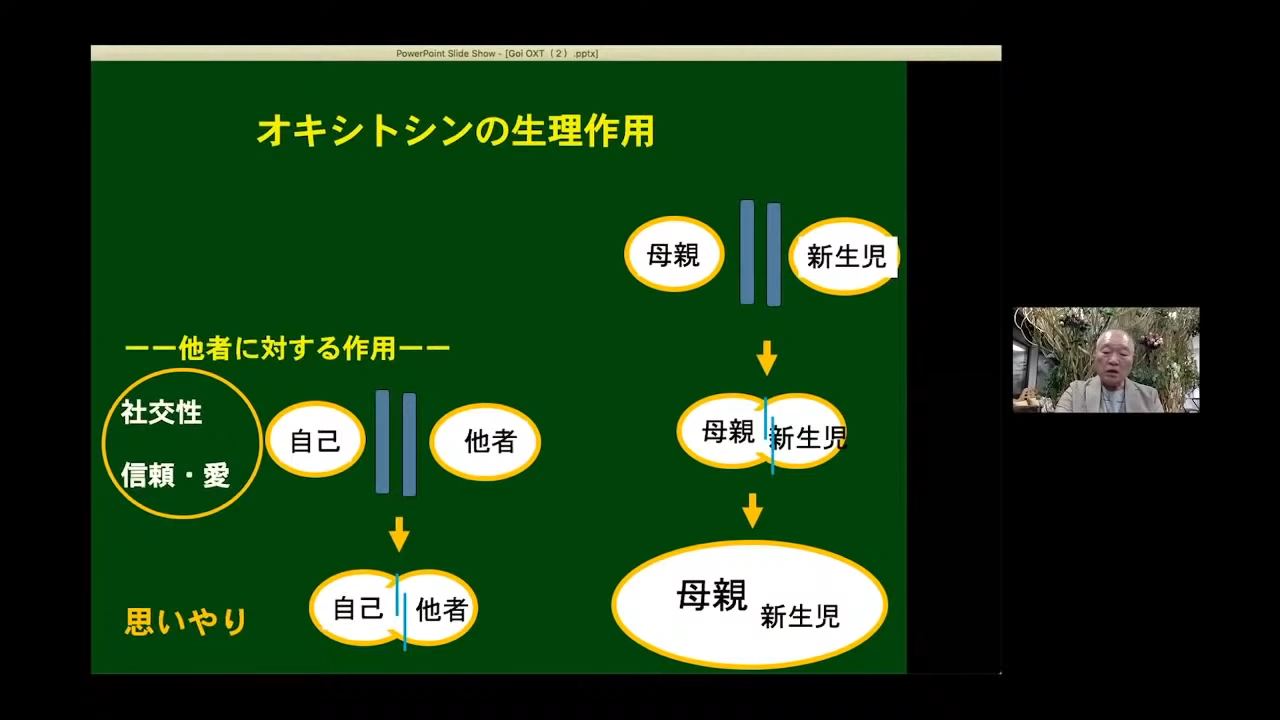 PowerPoint Slide Show - [Goi OXT（2）.pptx]
オキシトシンの生理作用
母親
新生児
ーー他者に対する作用ーー
社交性
信頼・愛
自己
他者
母親
新生児
思いやり
自己
他者
母親
新生児